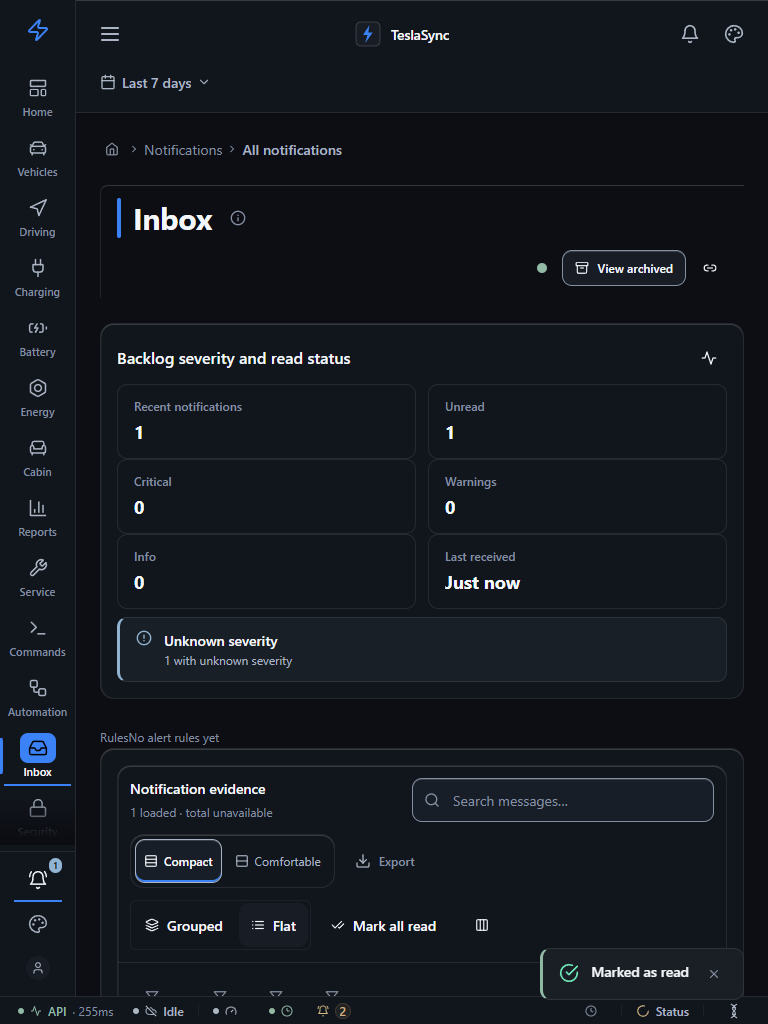 TeslaSync
Last 7 days
Home
Vehicles
Driving
Charging
Battery
Energy
Cabin
Reports
Service
Commands
Automation
Inbox
Security
1
Notifications All notifications
Inbox
View archived
Backlog severity and read status
Recent notifications
1
Unread
1
Critical
0
Warnings
0
Info
0
Last received
Just now
Unknown severity
1 with unknown severity
RulesNo alert rules yet
Notification evidence
1 loaded · total unavailable
Search messages...
Compact
Comfortable
Export
Grouped
Flat
Mark all read
Marked as read
API · 255ms
Idle
2
Status